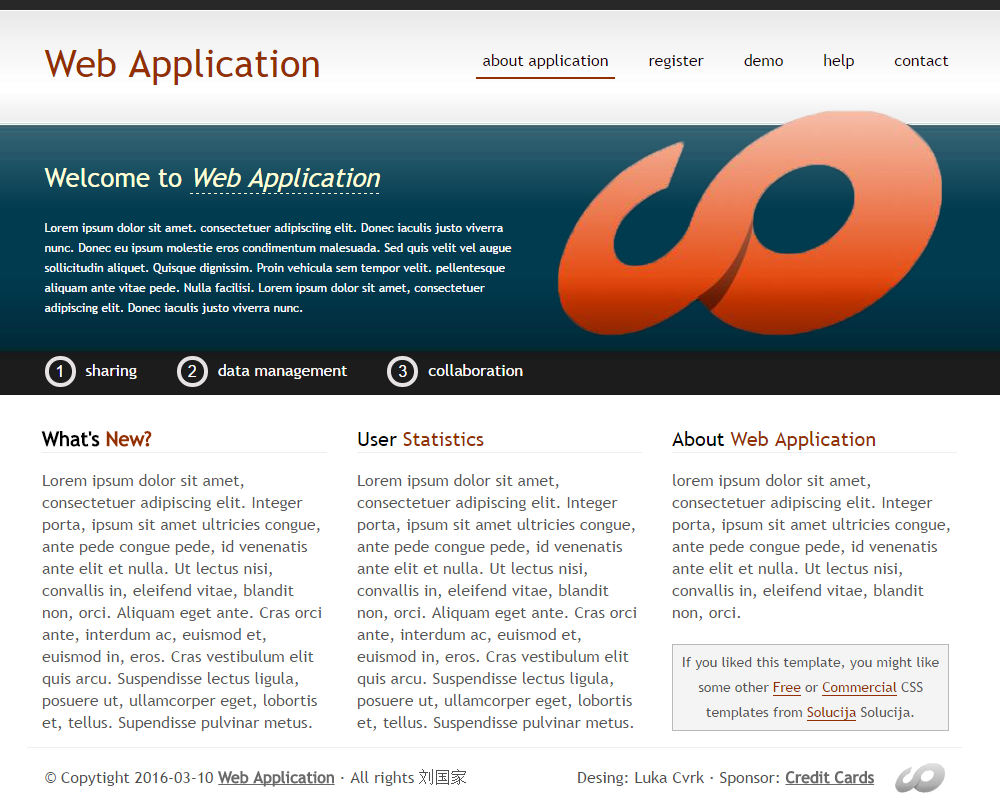 Web Application
about application register demo help contact
Welcome to Web Application
Lorem ipsum dolor sit amet. consectetuer adipisciing elit. Donec iaculis justo viverra
nunc. Donec eu ipsum molestie eros condimentum malesuada. Sed quis velit vel augue
sollicitudin aliquet. Quisque dignissim. Proin vehicula sem tempor velit. pellentesque
aliquam ante vitae pede. Nulla facilisi. Lorem ipsum dolor sit amet, consectetuer
adipiscing elit. Donec iaculis justo viverra nunc.
1 sharing 2 data management 3 collaboration
What's New?
Lorem ipsum dolor sit amet,
consectetuer adipiscing elit. Integer
porta, ipsum sit amet ultricies congue,
ante pede congue pede, id venenatis
ante elit et nulla. Ut lectus nisi,
convallis in, eleifend vitae, blandit
non, orci. Aliquam eget ante. Cras orci
ante, interdum ac, euismod et,
euismod in, eros. Cras vestibulum elit
quis arcu. Suspendisse lectus ligula,
posuere ut, ullamcorper eget, lobortis
et, tellus. Supendisse pulvinar metus.
User Statistics
Lorem ipsum dolor sit amet,
consectetuer adipiscing elit. Integer
porta, ipsum sit amet ultricies congue,
ante pede congue pede, id venenatis
ante elit et nulla. Ut lectus nisi,
convallis in, eleifend vitae, blandit
non, orci. Aliquam eget ante. Cras orci
ante, interdum ac, euismod et,
euismod in, eros. Cras vestibulum elit
quis arcu. Suspendisse lectus ligula,
posuere ut, ullamcorper eget, lobortis
et, tellus. Suspendisse pulvinar metus.
About Web Application
lorem ipsum dolor sit amet,
consectetuer adipiscing elit. Integer
porta, ipsum sit amet ultricies congue,
ante pede congue pede, id venenatis
ante elit et nulla. Ut lectus nisi,
convallis in, eleifend vitae, blandit
non, orci.
If you liked this template, you might like
some other Free or Commercial CSS
templates from Solucija Solucija.
© Copyright 2016-03-10 Web Application · All rights 刘国家
Desing: Luka Cvrk · Sponsor: Credit Cards